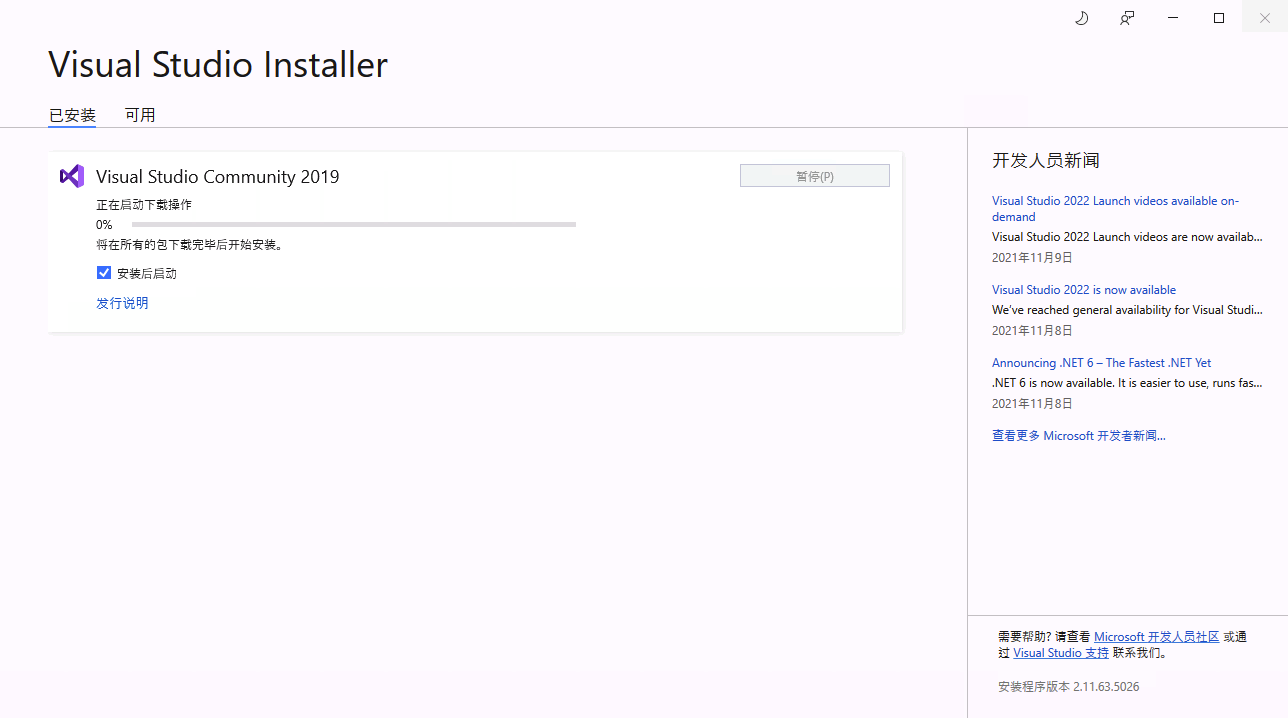 Visual Studio Installer
已安装 可用
Visual Studio Community 2019
暂停(P)
正在启动下载操作
0%
将在所有的包下载完毕后开始安装。
安装后启动
发行说明
开发人员新闻
Visual Studio 2022 Launch videos available on-
demand
Visual Studio 2022 Launch videos are now availab...
2021年11月9日
Visual Studio 2022 is now available
We've reached general availability for Visual Studi...
2021年11月8日
Announcing .NET 6 – The Fastest .NET Yet
.NET 6 is now available. It is easier to use, runs fas...
2021年11月8日
查看更多 Microsoft 开发者新闻...
需要帮助? 请查看 Microsoft 开发人员社区 或通
过 Visual Studio 支持 联系我们。
安装程序版本 2.11.63.5026